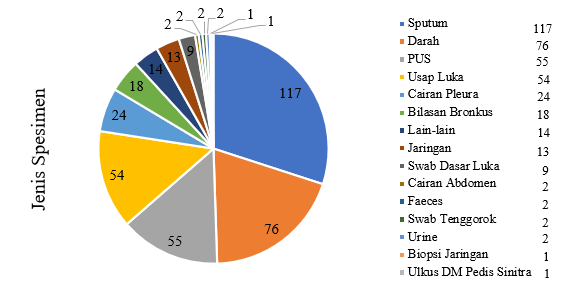 Jenis Spesimen
117
76
55
54
24
18
14
13
9
2
2
2
2
1
1
Sputum 117
Darah 76
PUS 55
Usap Luka 54
Cairan Pleura 24
Bilasan Bronkus 18
Lain-lain 14
Jaringan 13
Swab Dasar Luka 9
Cairan Abdomen 2
Faeces 2
Swab Tenggorok 2
Urine 2
Biopsi Jaringan 1
Ulkus DM Pedis Sinitra 1